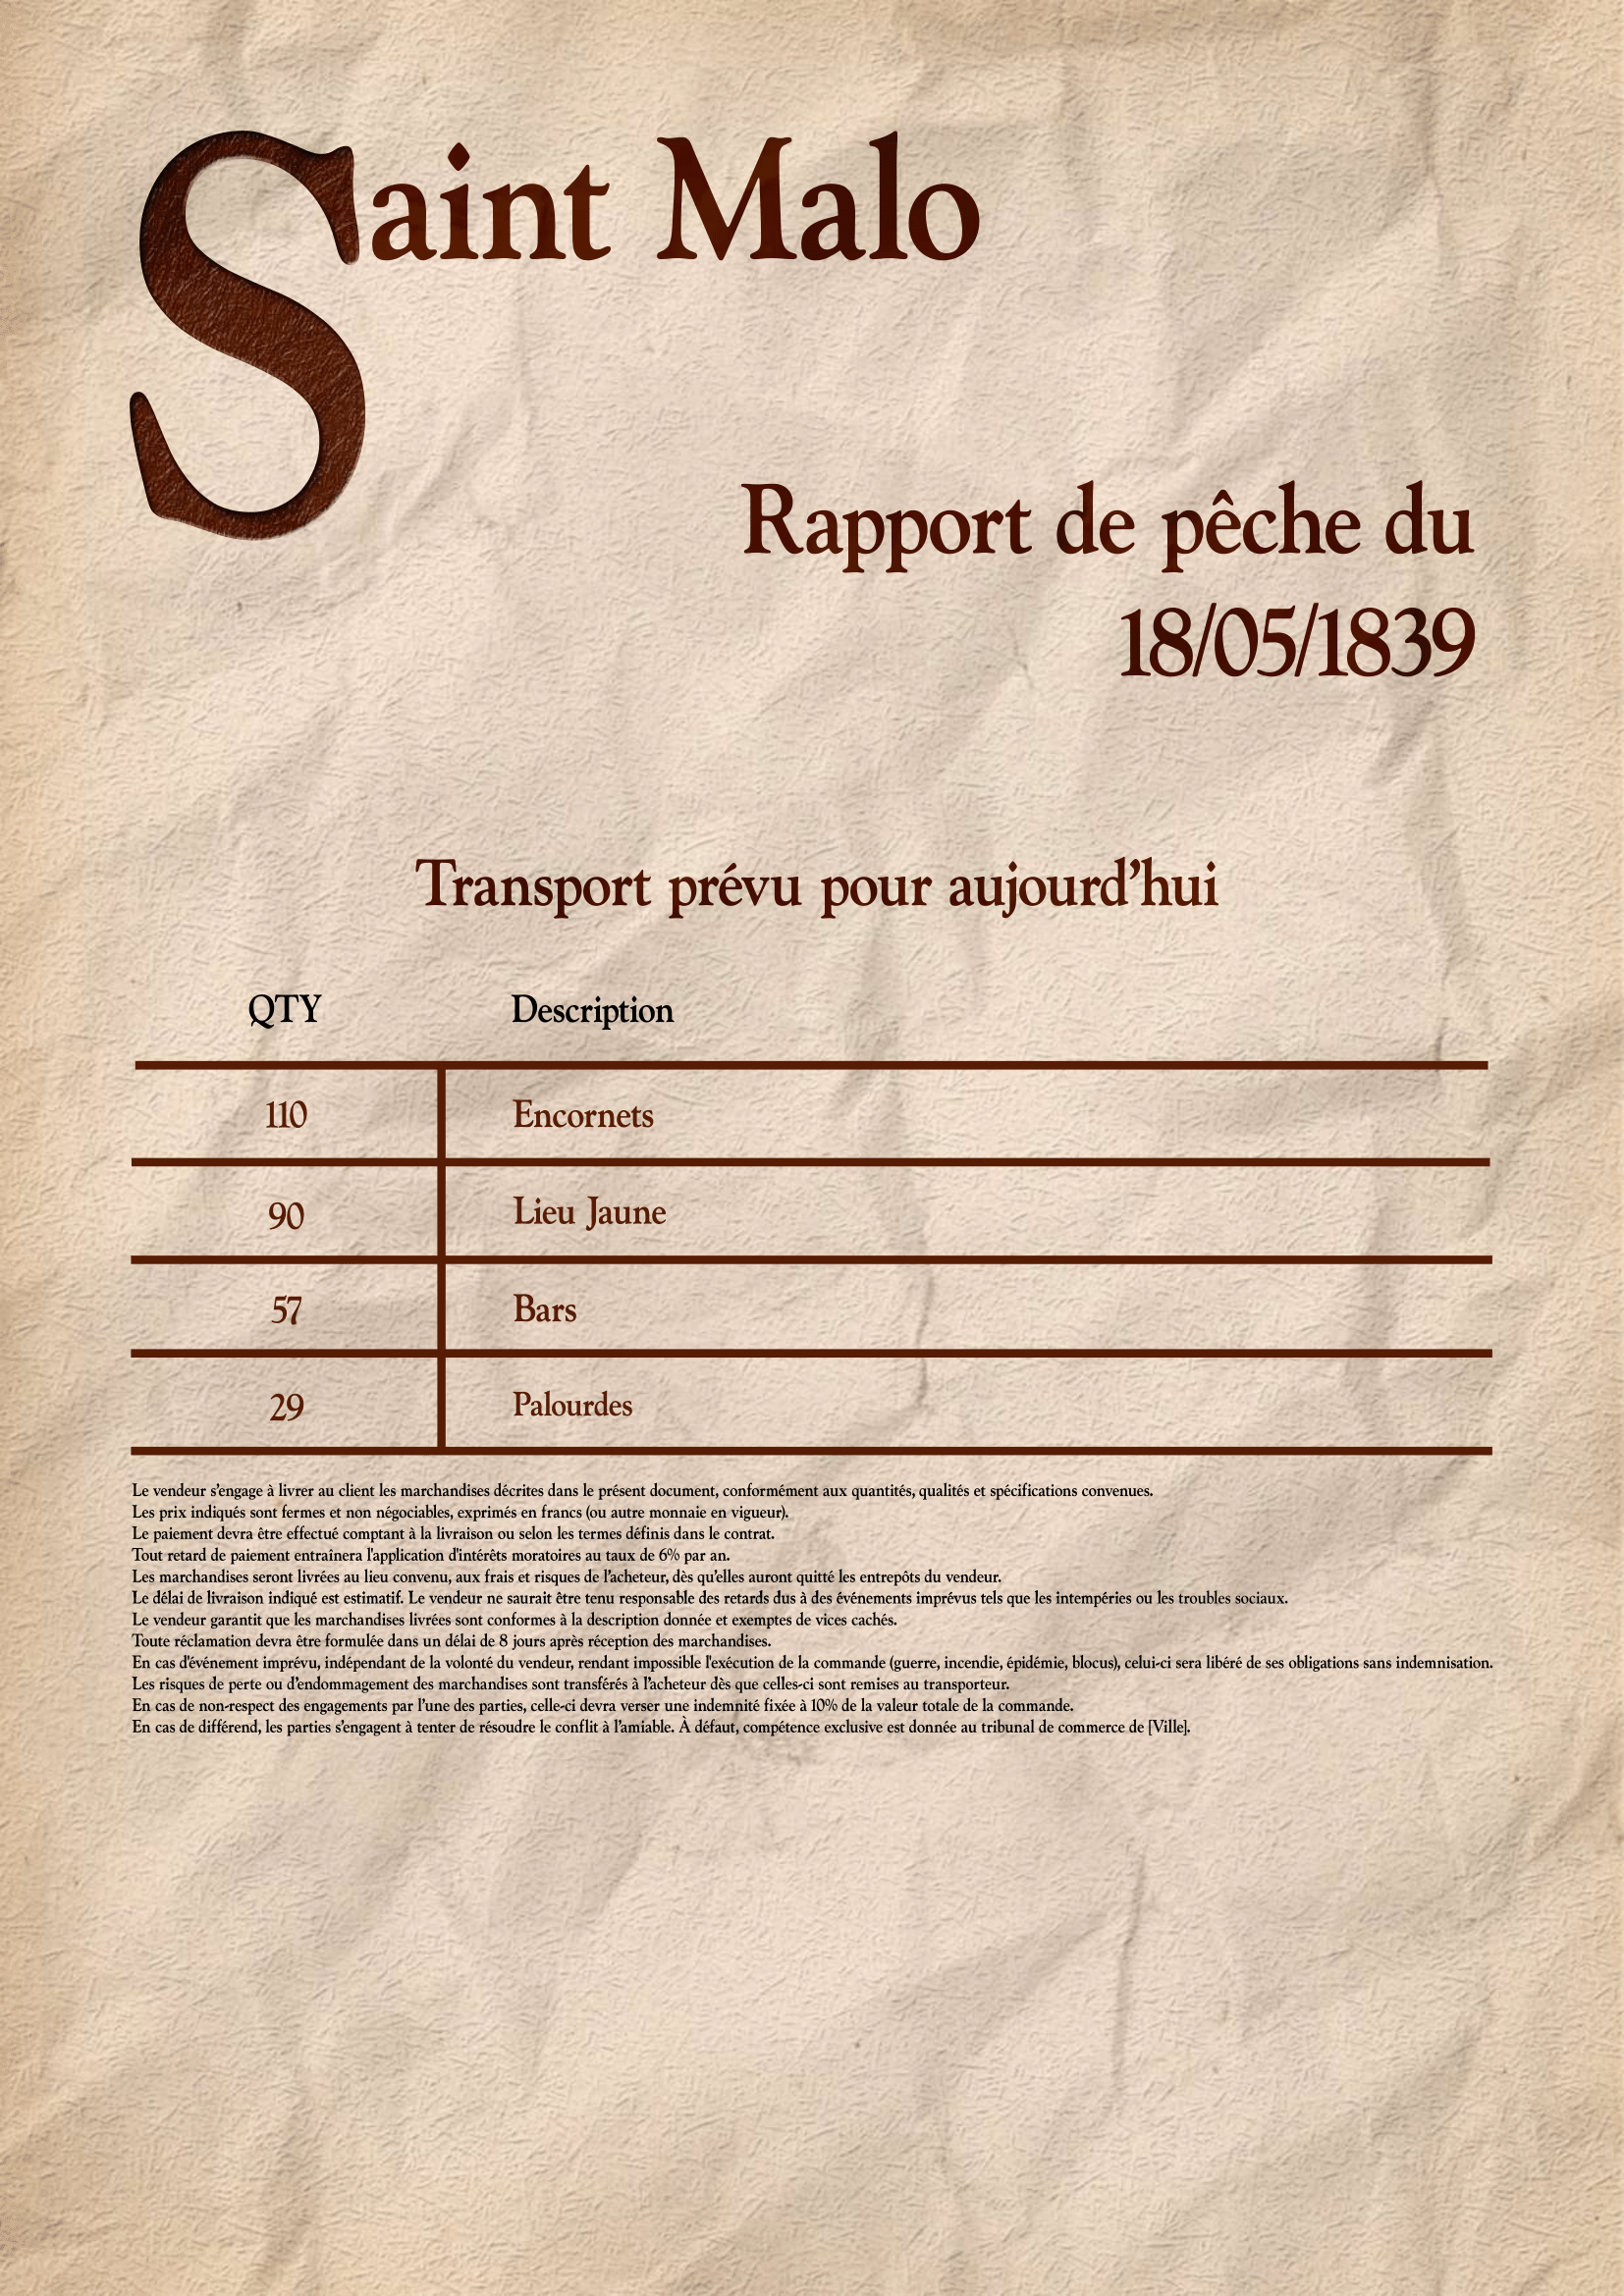 Saint Malo
Rapport de pêche du
18/05/1839
Transport prévu pour aujourd’hui
QTY Description
110 Encornets
90 Lieu Jaune
57 Bars
29 Palourdes
Le vendeur s’engage à livrer au client les marchandises décrites dans le présent document, conformément aux quantités, qualités et spécifications convenues.
Les prix indiqués sont fermes et non négociables, exprimés en francs (ou autre monnaie en vigueur).
Le paiement devra être effectué comptant à la livraison ou selon les termes définis dans le contrat.
Tout retard de paiement entraînera l'application d'intérêts moratoires au taux de 6% par an.
Les marchandises seront livrées au lieu convenu, aux frais et risques de l’acheteur, dès qu’elles auront quitté les entrepôts du vendeur.
Le délai de livraison indiqué est estimatif. Le vendeur ne saurait être tenu responsable des retards dus à des événements imprévus tels que les intempéries ou les troubles sociaux.
Le vendeur garantit que les marchandises livrées sont conformes à la description donnée et exemptes de vices cachés.
Toute réclamation devra être formulée dans un délai de 8 jours après réception des marchandises.
En cas d'événement imprévu, indépendant de la volonté du vendeur, rendant impossible l'exécution de la commande (guerre, incendie, épidémie, blocus), celui-ci sera libéré de ses obligations sans indemnisation.
Les risques de perte ou d’endommagement des marchandises sont transférés à l’acheteur dès que celles-ci sont remises au transporteur.
En cas de non-respect des engagements par l’une des parties, celle-ci devra verser une indemnité fixée à 10% de la valeur totale de la commande.
En cas de différend, les parties s’engagent à tenter de résoudre le conflit à l’amiable. À défaut, compétence exclusive est donnée au tribunal de commerce de [Ville].